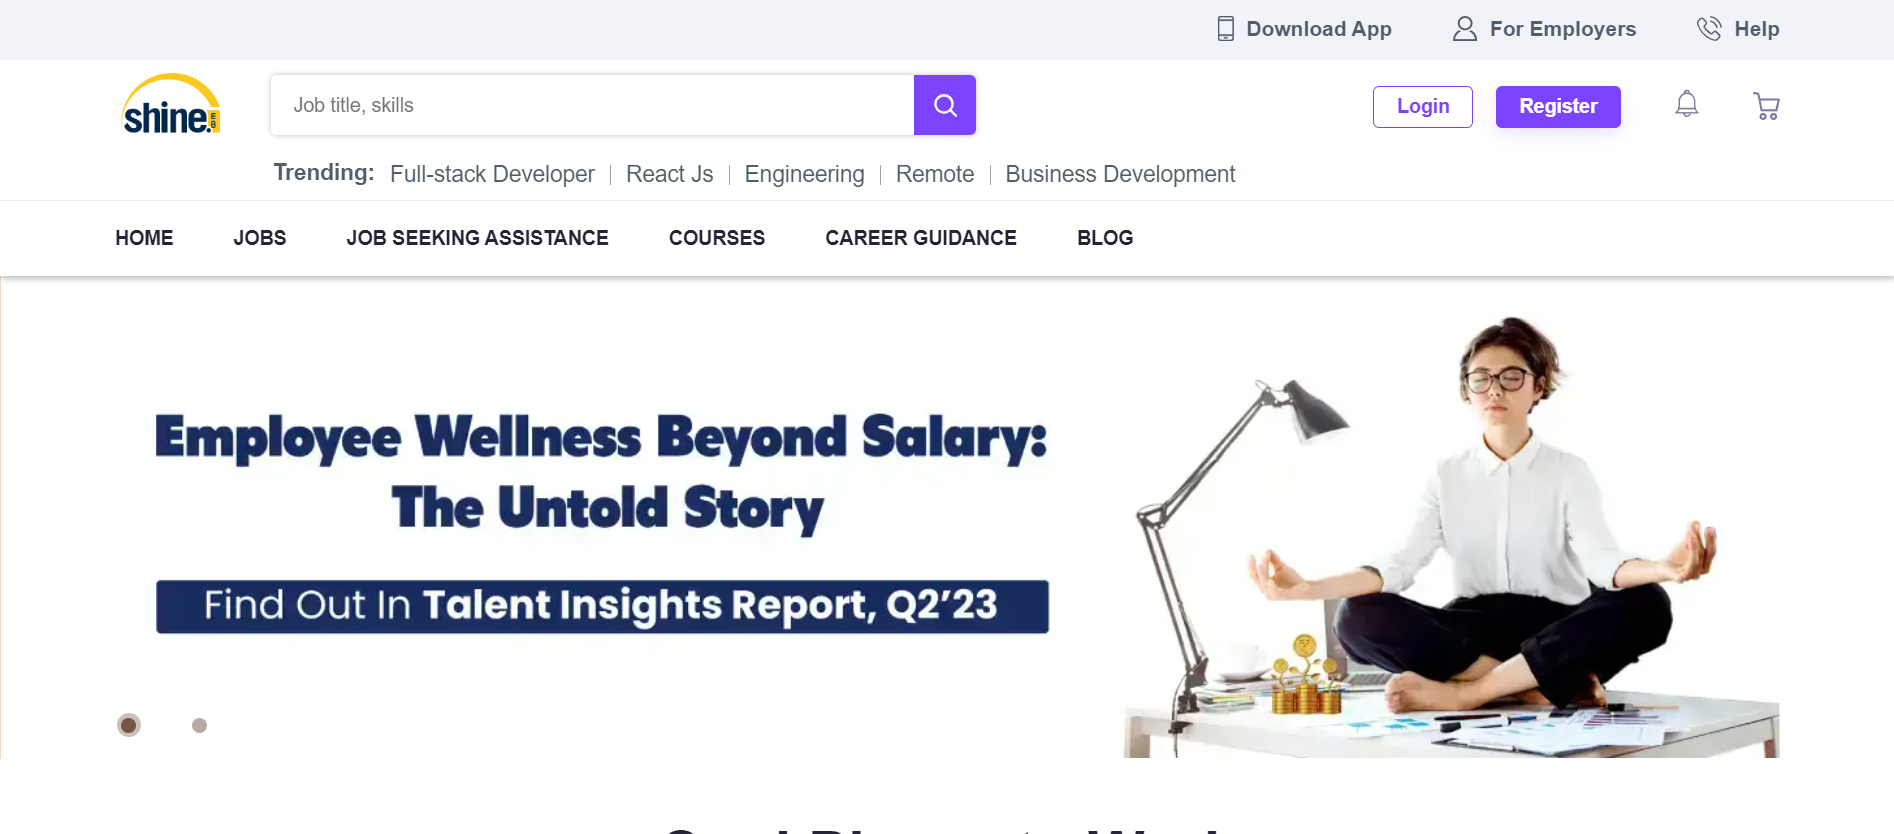 Download App
For Employers
Help
shine.
Job title, skills
Login
Register
Trending: Full-stack Developer | React Js | Engineering | Remote | Business Development
HOME
JOBS
JOB SEEKING ASSISTANCE
COURSES
CAREER GUIDANCE
BLOG
Employee Wellness Beyond Salary:
The Untold Story
Find Out In Talent Insights Report, Q2’23